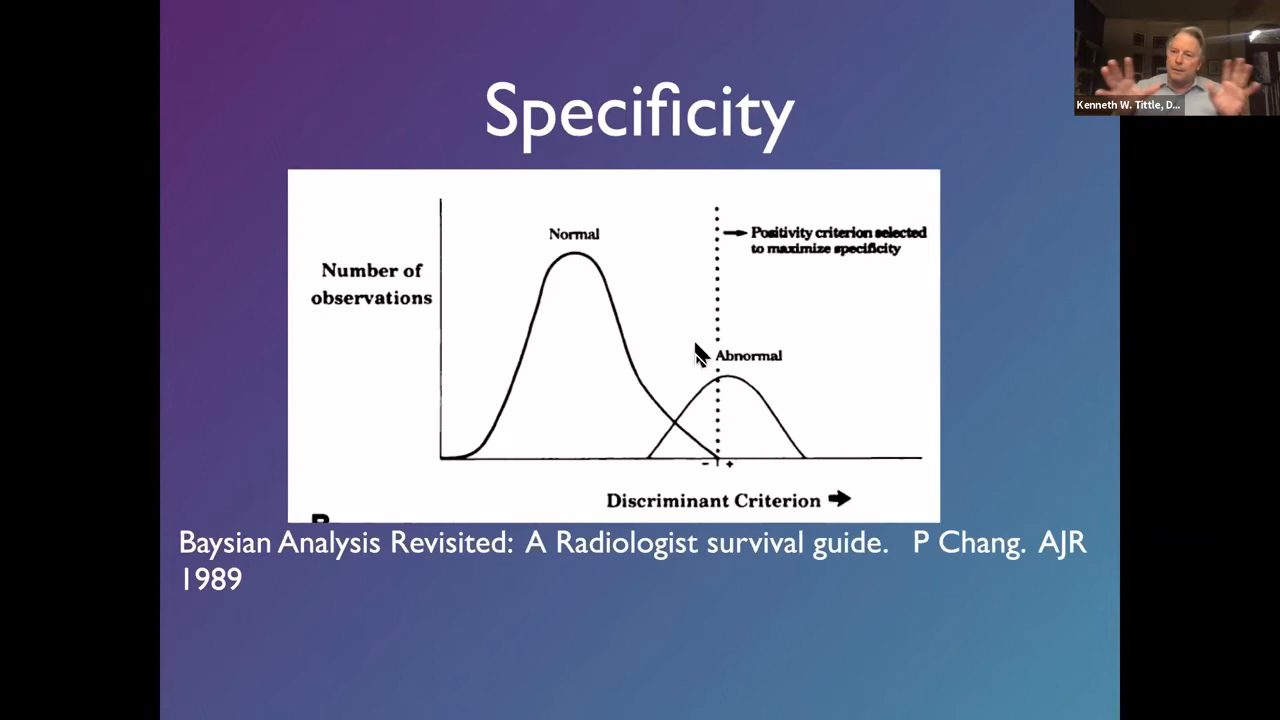 Specificity
Normal
Positivity criterion selected
to maximize specificity
Number of
observations
Abnormal
- +
Discriminant Criterion
B
Baysian Analysis Revisited: A Radiologist survival guide. P Chang. AJR
1989
Kenneth W. Tittle, D...